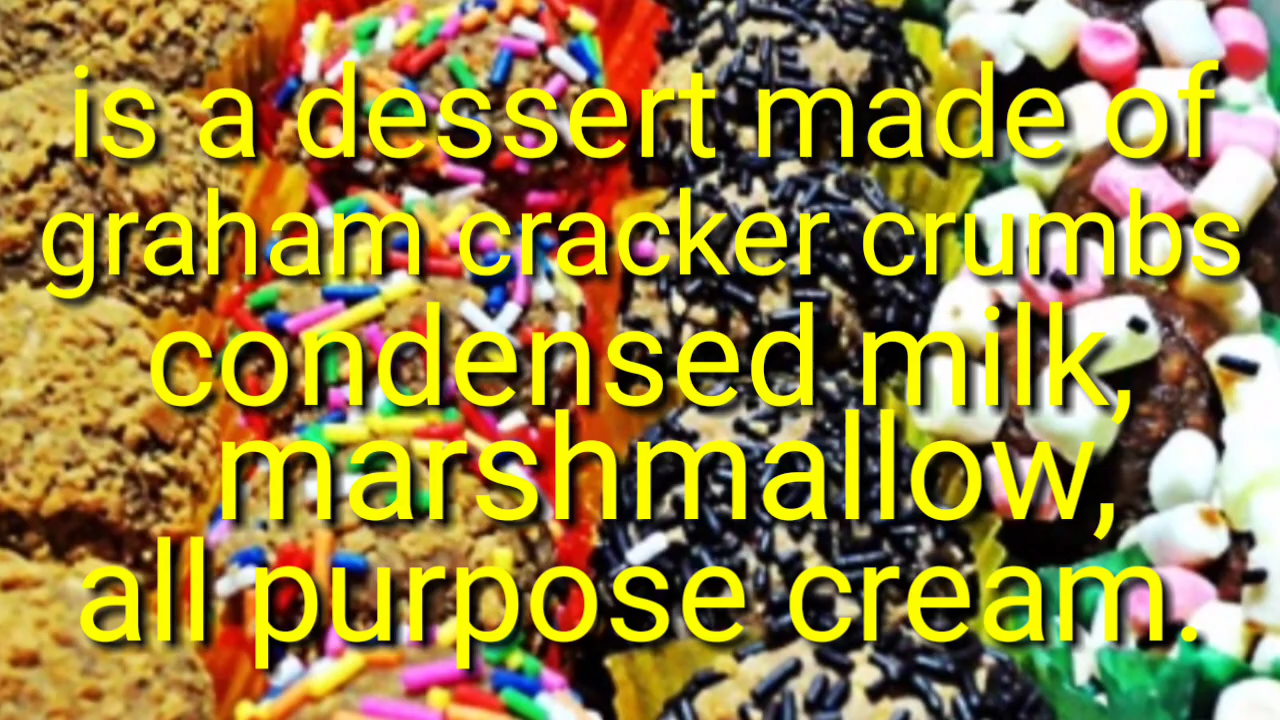 is a dessert made of
graham cracker crumbs
condensed milk,
marshmallow,
all purpose cream.